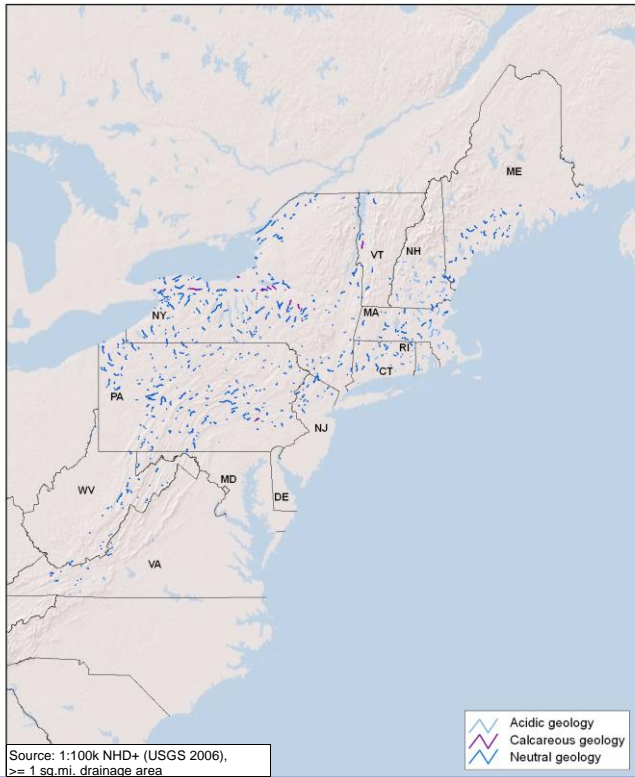 ME
VT
NH
NY
MA
RI
CT
PA
NJ
MD
WV
DE
VA
Acidic geology
Calcareous geology
Neutral geology
Source: 1:100k NHD+ (USGS 2006),
>= 1 sq.mi. drainage area